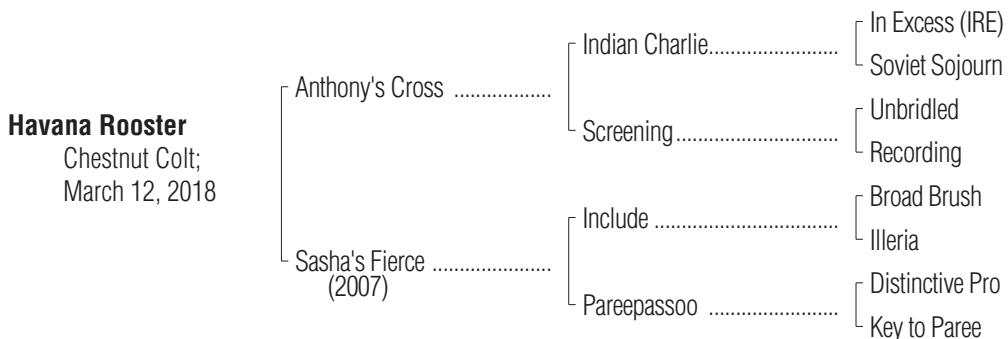 In Excess (IRE)
Indian Charlie........................
Soviet Sojourn
Anthony's Cross ..................
Unbridled
Screening..............................
Recording
Havana Rooster
Chestnut Colt;
March 12, 2018
Broad Brush
Include ..................................
Illeria
Sasha's Fierce ......................
(2007)
Distinctive Pro
Pareepassoo ........................
Key to Paree